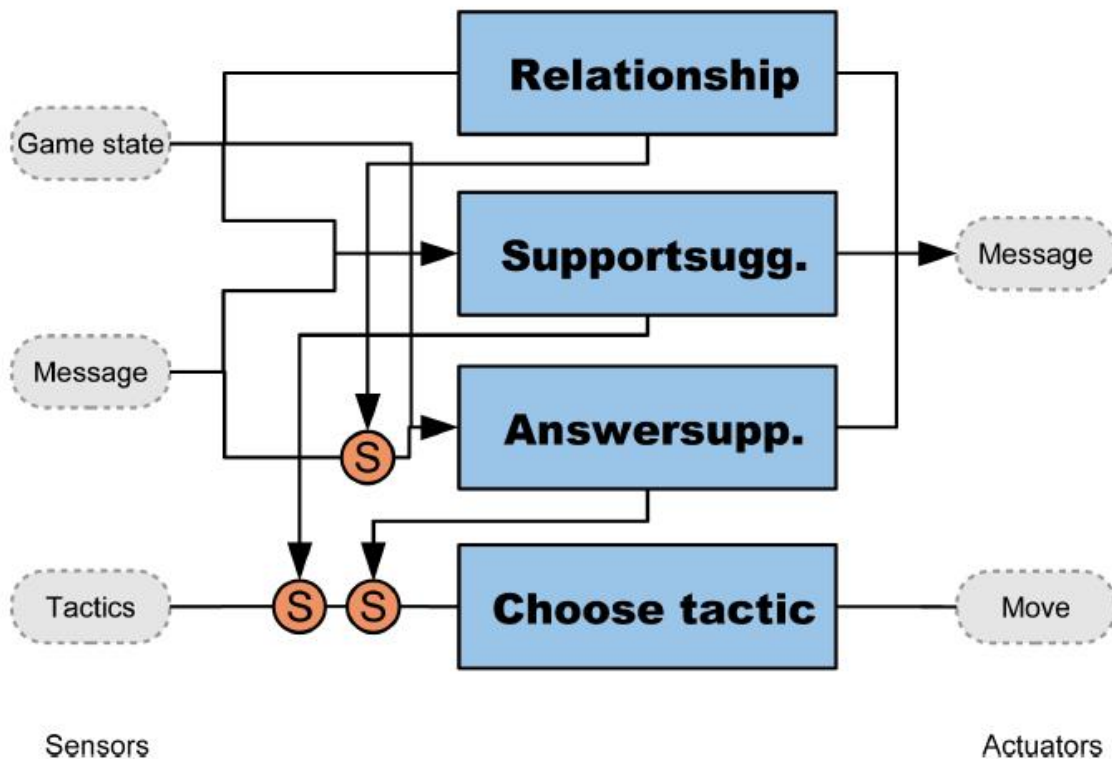 Relationship
Game state
Supportsugg.
Message
Message
Answersupp.
S
S
S
Tactics
Choose tactic
Move
Sensors
Actuators